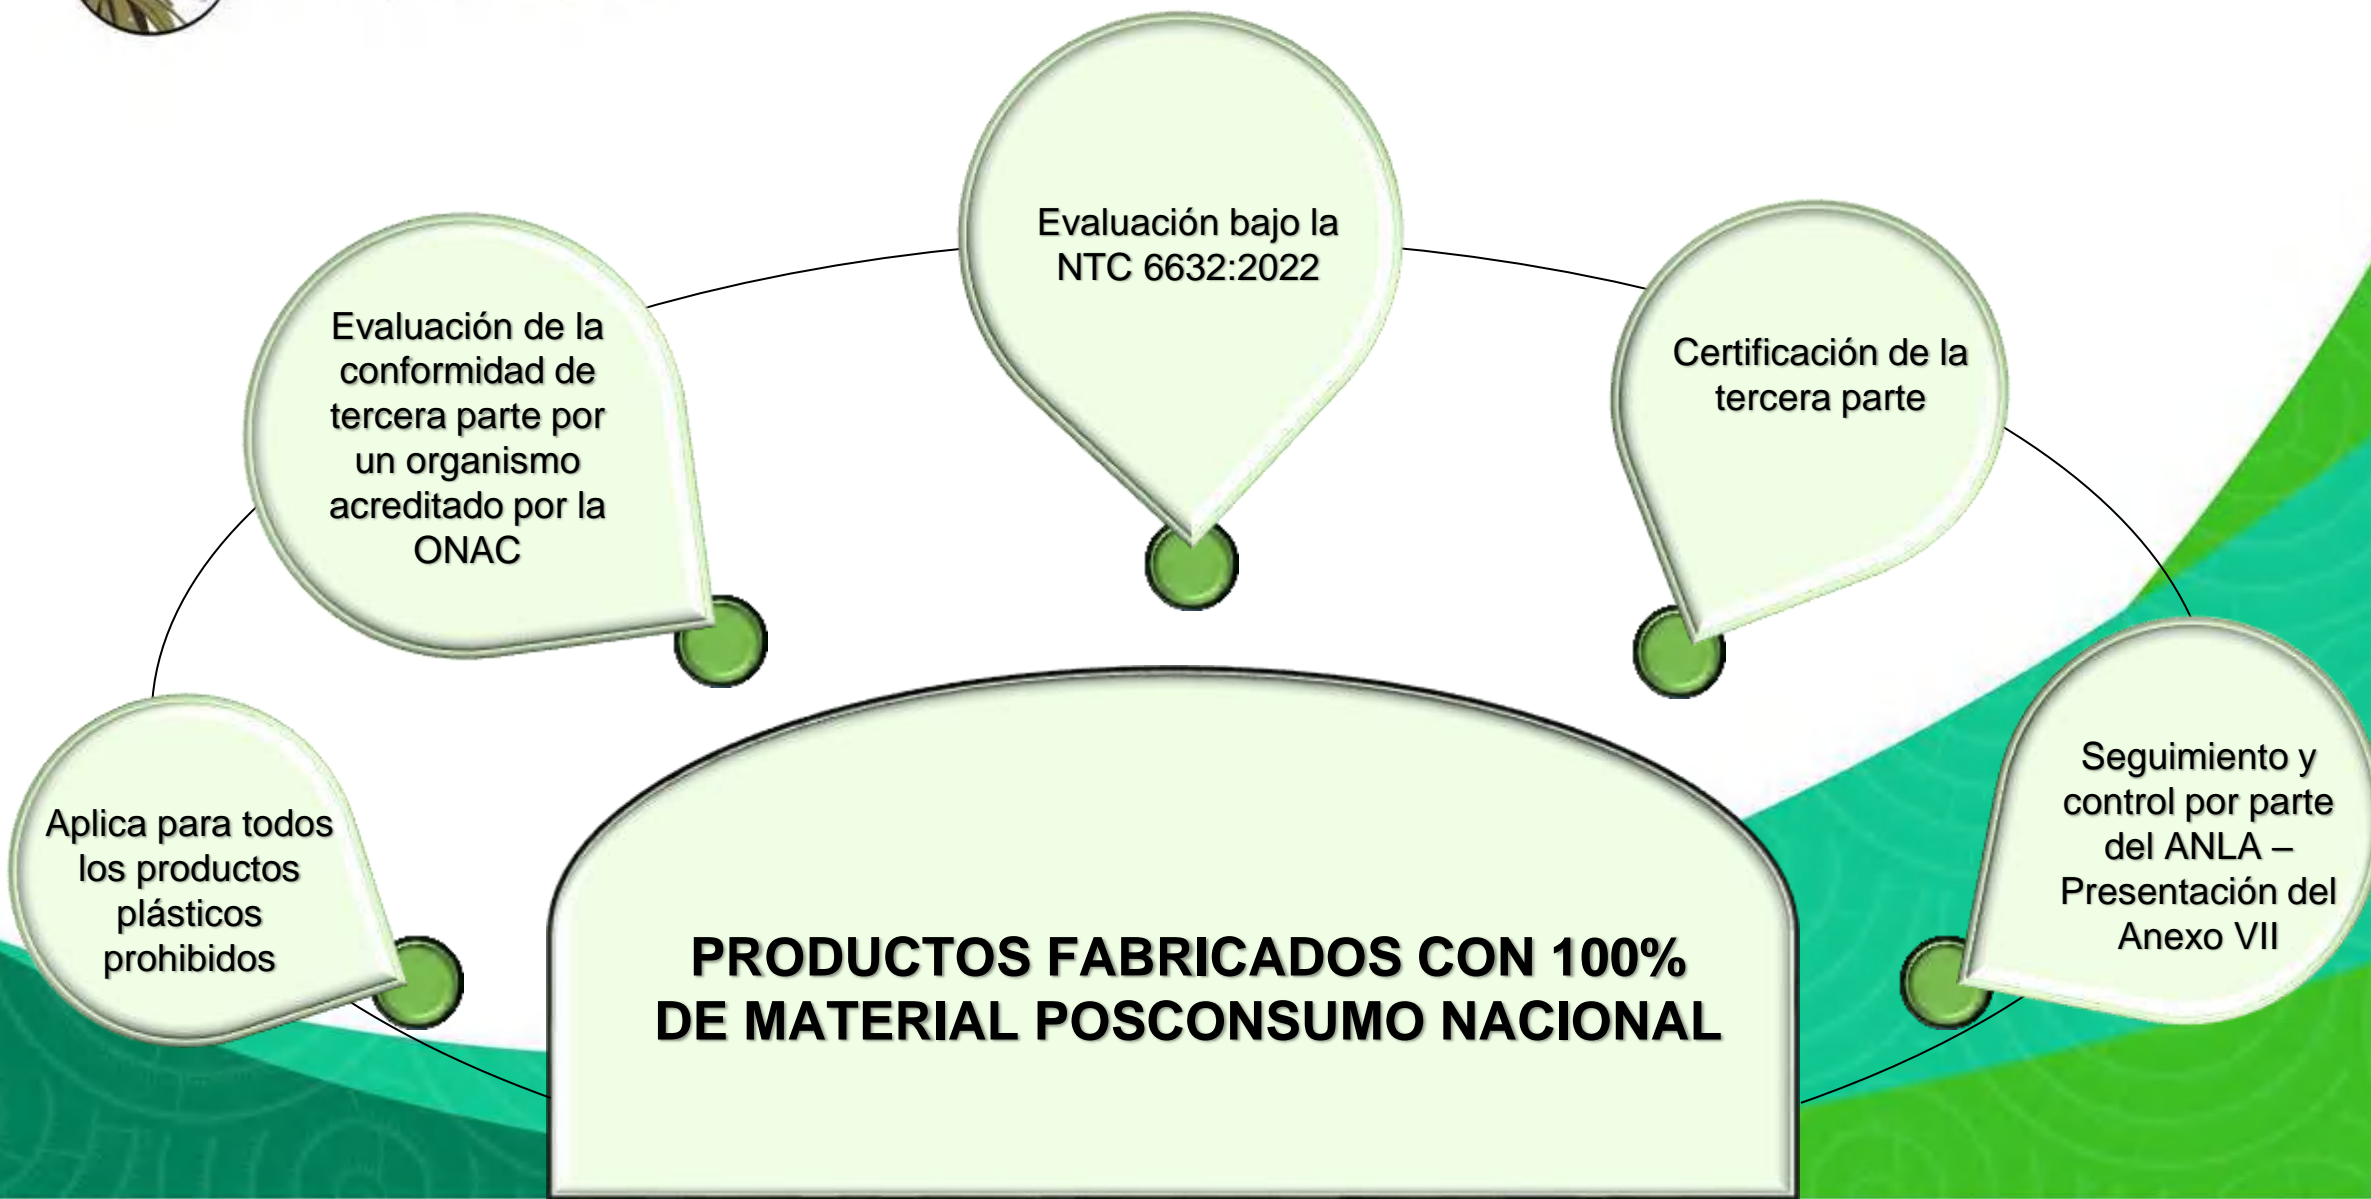 Aplica para todos
los productos
plásticos
prohibidos
Evaluación de la
conformidad de
tercera parte por
un organismo
acreditado por la
ONAC
Evaluación bajo la
NTC 6632:2022
Certificación de la
tercera parte
Seguimiento y
control por parte
del ANLA –
Presentación del
Anexo VII
PRODUCTOS FABRICADOS CON 100%
DE MATERIAL POSCONSUMO NACIONAL